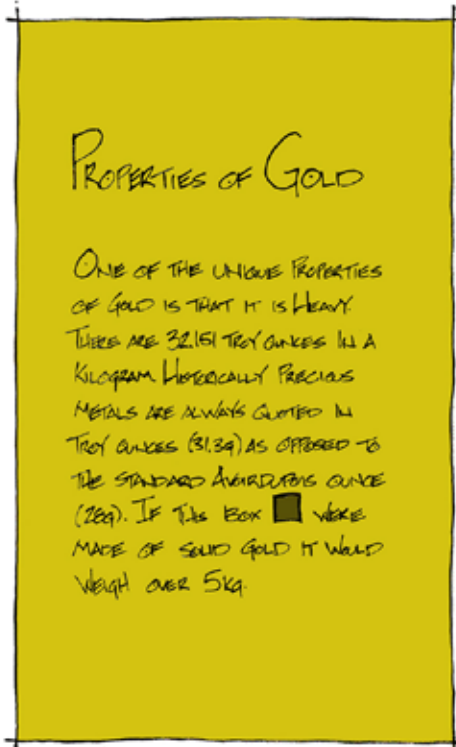 Properties of Gold
One of the unique Properties
of Gold is that it is Heavy.
There are 32.151 Troy ounces in a
Kilogram. Historically Precious
Metals are always quoted in
Troy ounces (31.3g) as opposed to
the standard Avoirdupois ounce
(28g). If this box were
made of solid gold it would
weigh over 5kg.